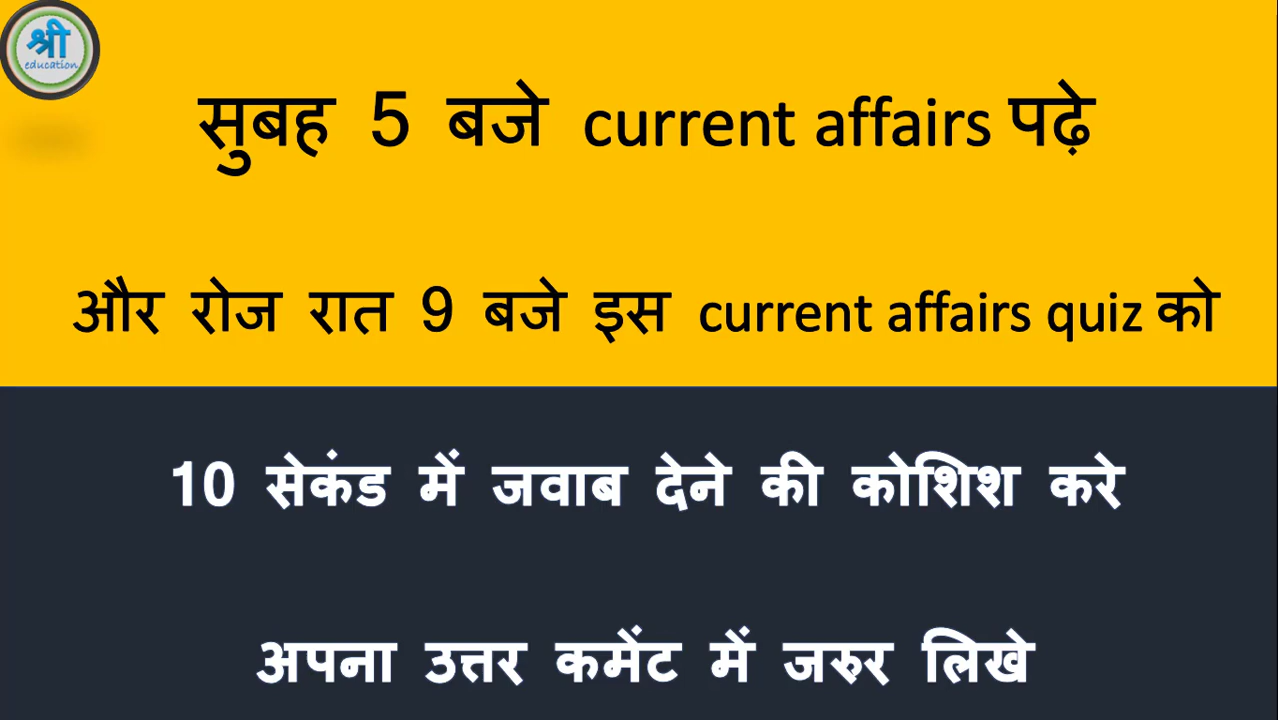 श्री
education
सुबह 5 बजे current affairs पढ़े
और रोज रात 9 बजे इस current affairs quiz को
10 सेकंड में जवाब देने की कोशिश करे
अपना उत्तर कमेंट में जरुर लिखे